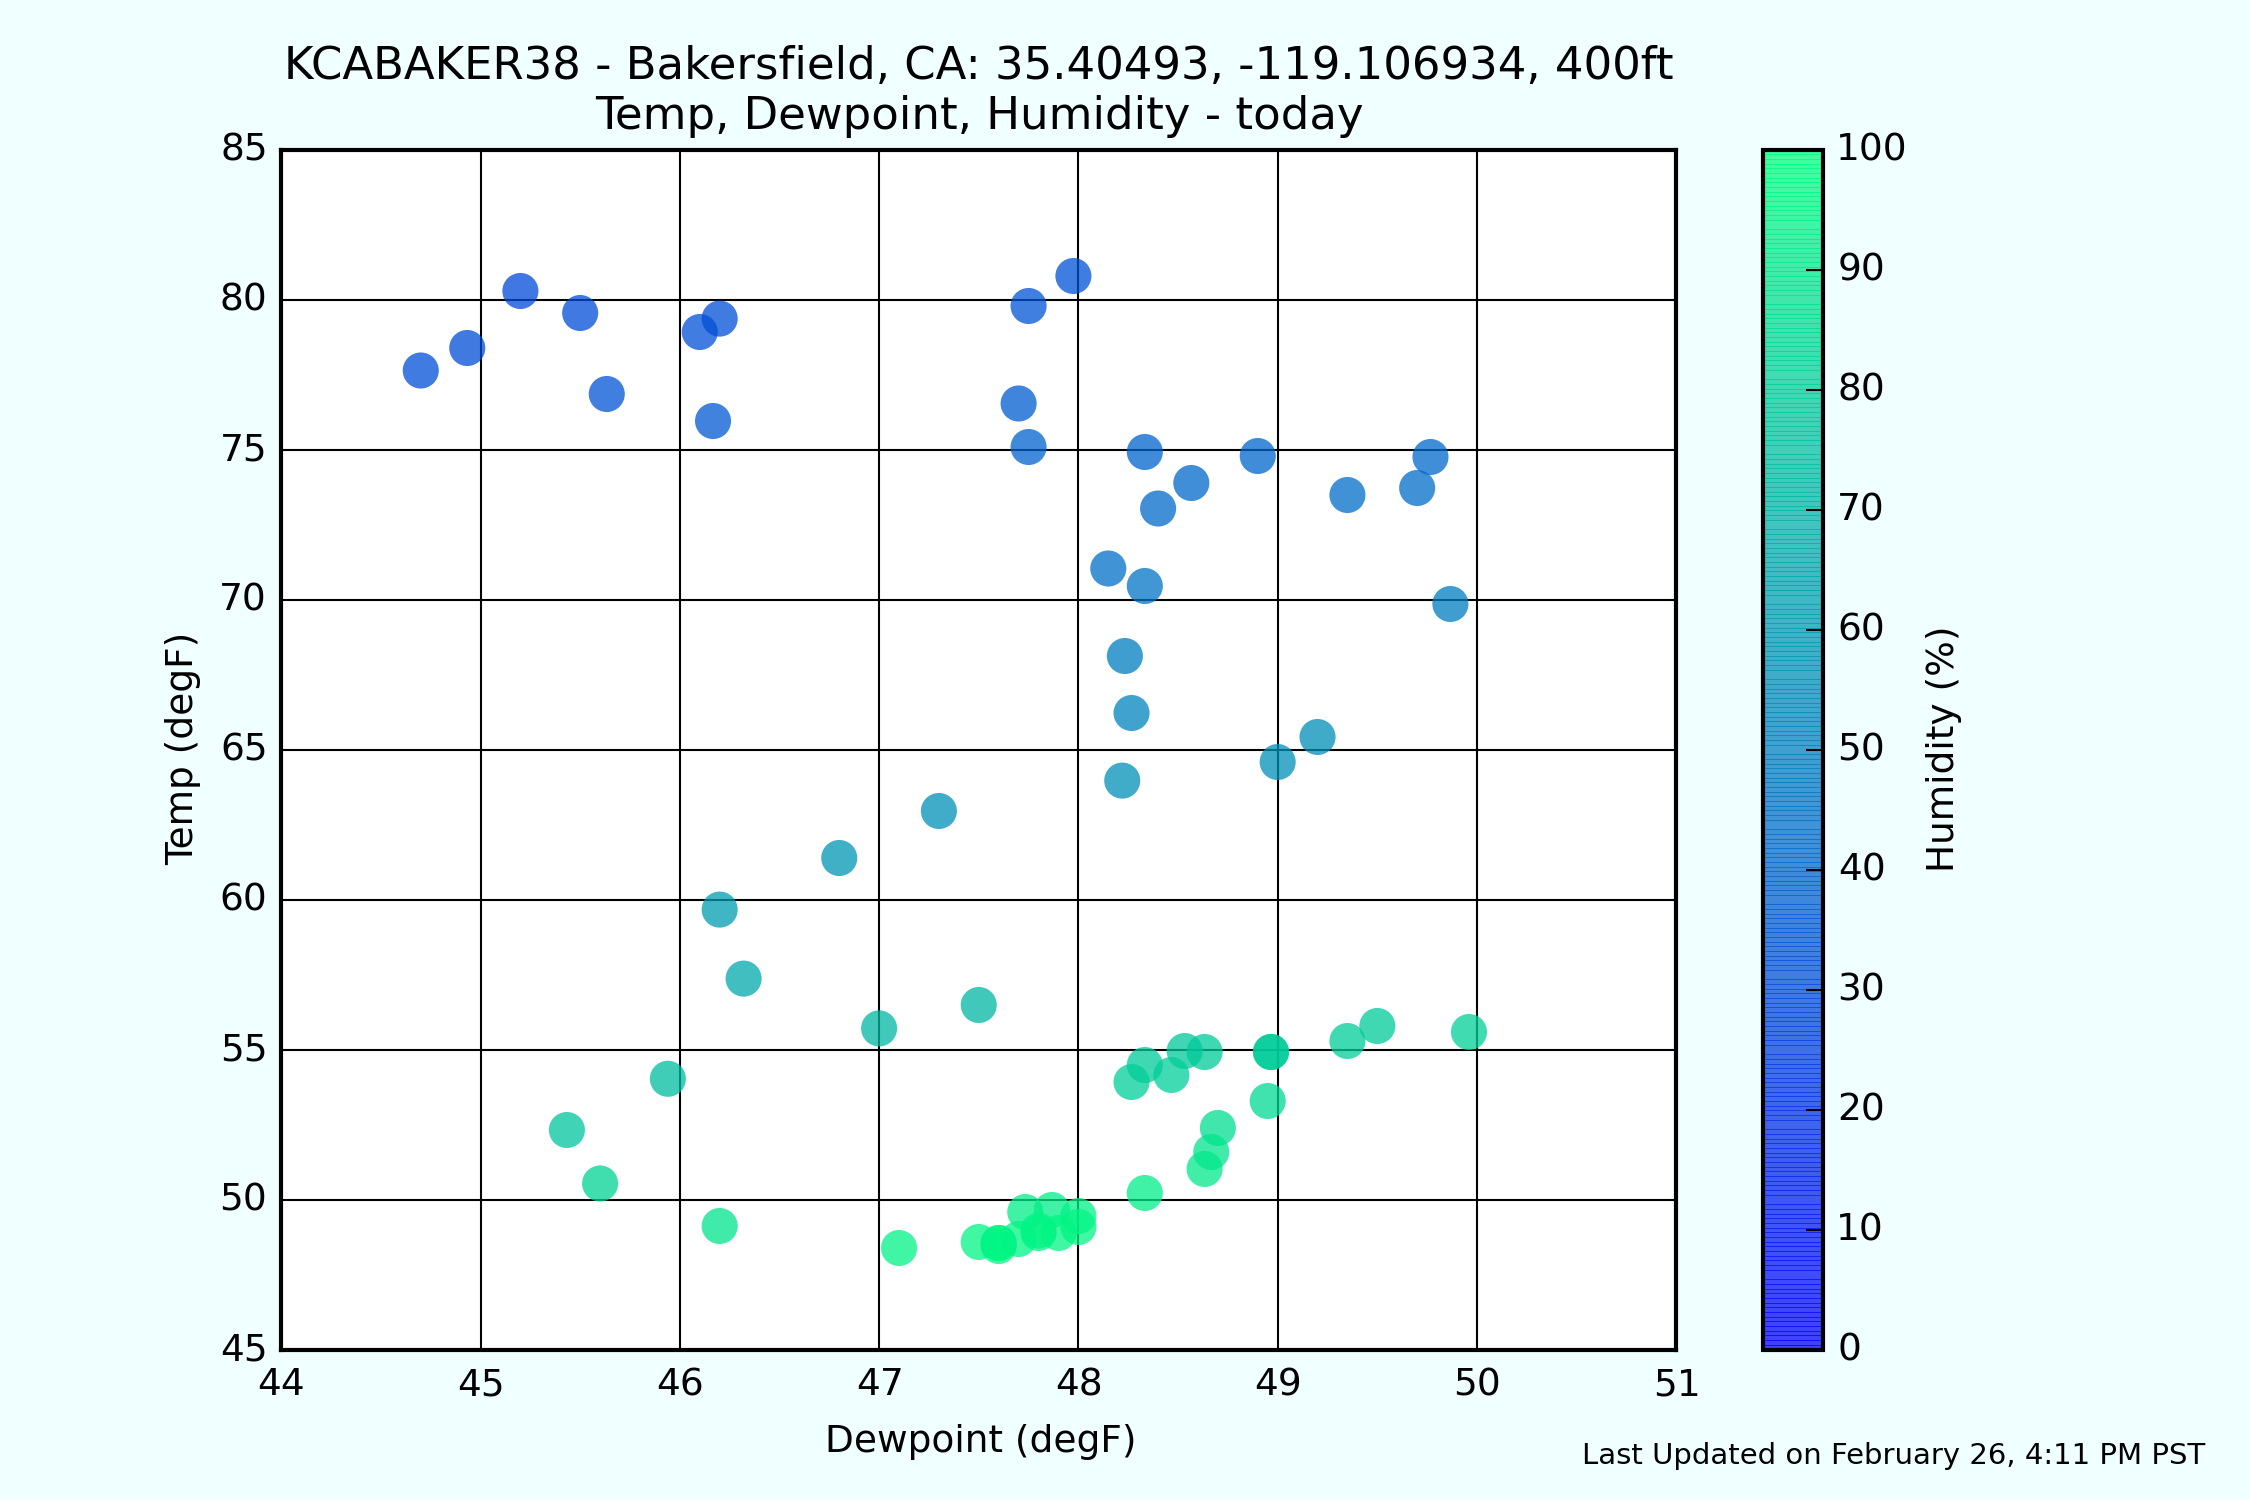 KCABAKER38 - Bakersfield, CA: 35.40493, -119.106934, 400ft
Temp, Dewpoint, Humidity - today
85
80
75
70
65
60
55
50
45
Temp (degF)
44 45 46 47 48 49 50 51
Dewpoint (degF)
100
90
80
70
60
50
40
30
20
10
0
Humidity (%)
Last Updated on February 26, 4:11 PM PST